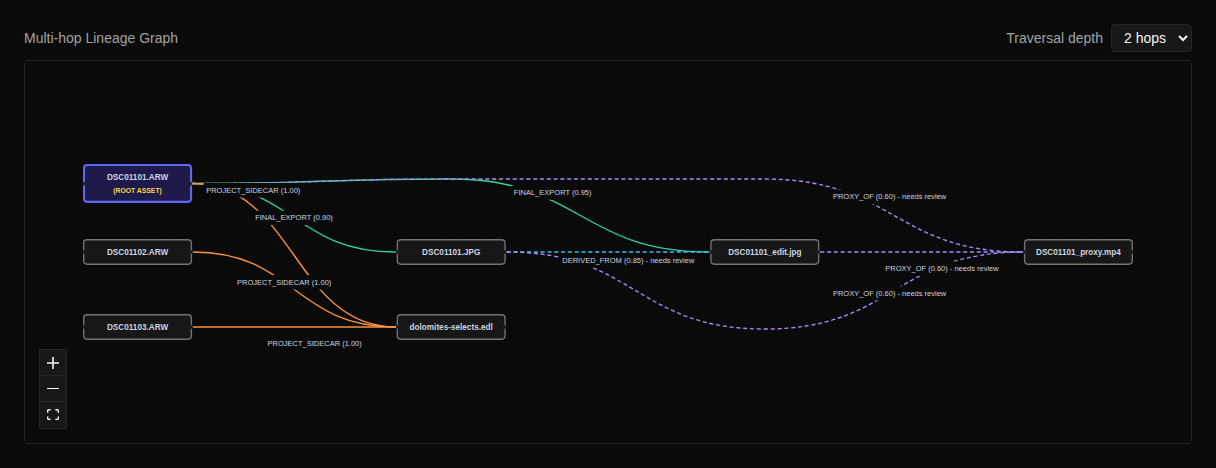 Multi-hop Lineage Graph
Traversal depth
2 hops
DSC01101.ARW
(ROOT ASSET)
PROJECT_SIDECAR (1.00)
FINAL_EXPORT (0.95)
PROXY_OF (0.60) - needs review
FINAL_EXPORT (0.90)
DSC01102.ARW
DSC01101.JPG
DSC01101_edit.jpg
DSC01101_proxy.mp4
DERIVED_FROM (0.85) - needs review
PROXY_OF (0.60) - needs review
PROJECT_SIDECAR (1.00)
PROXY_OF (0.60) - needs review
DSC01103.ARW
dolomites-selects.edl
PROJECT_SIDECAR (1.00)